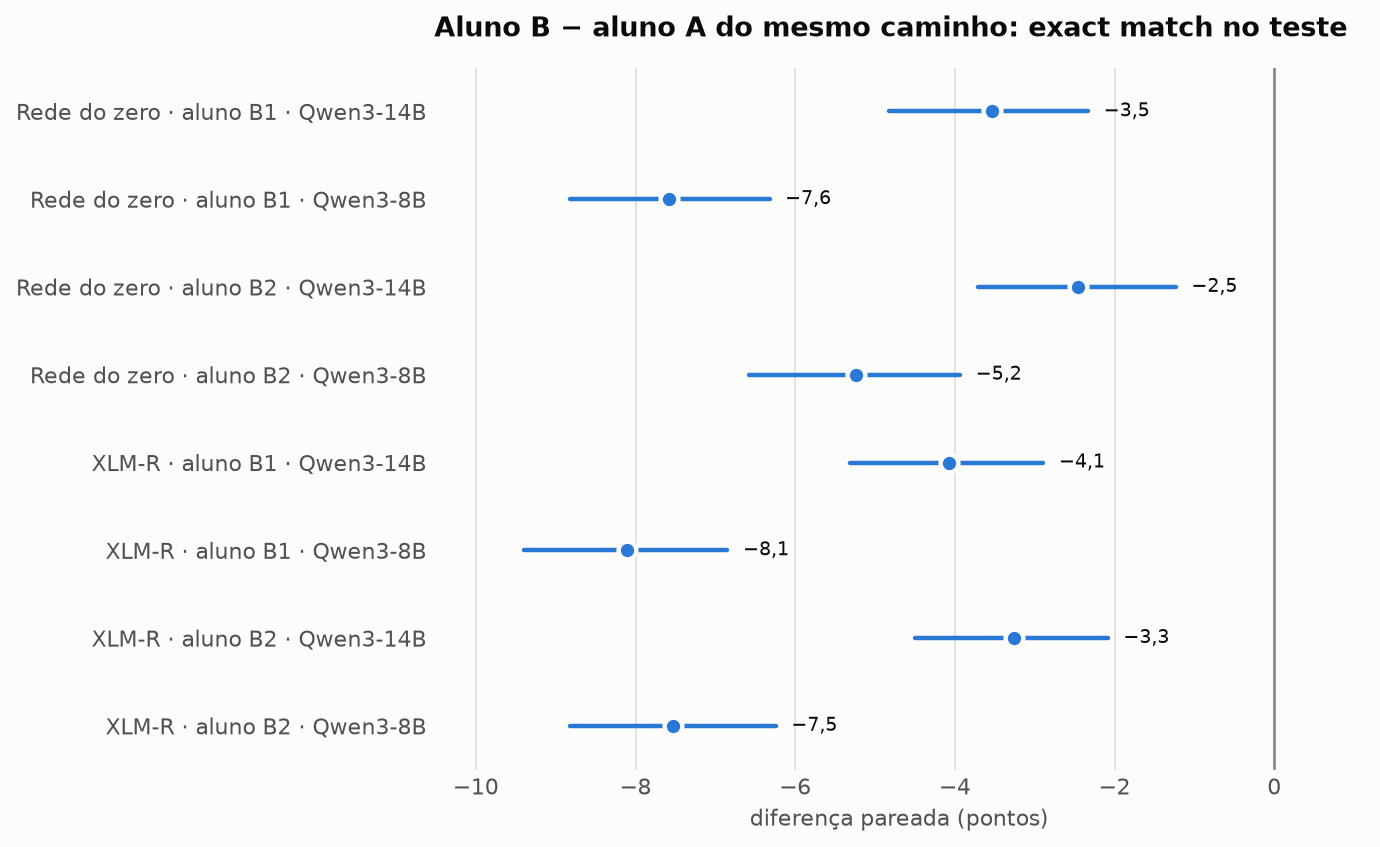 Aluno B − aluno A do mesmo caminho: exact match no teste
Rede do zero · aluno B1 · Qwen3-14B −3,5
Rede do zero · aluno B1 · Qwen3-8B −7,6
Rede do zero · aluno B2 · Qwen3-14B −2,5
Rede do zero · aluno B2 · Qwen3-8B −5,2
XLM-R · aluno B1 · Qwen3-14B −4,1
XLM-R · aluno B1 · Qwen3-8B −8,1
XLM-R · aluno B2 · Qwen3-14B −3,3
XLM-R · aluno B2 · Qwen3-8B −7,5
−10 −8 −6 −4 −2 0
diferença pareada (pontos)